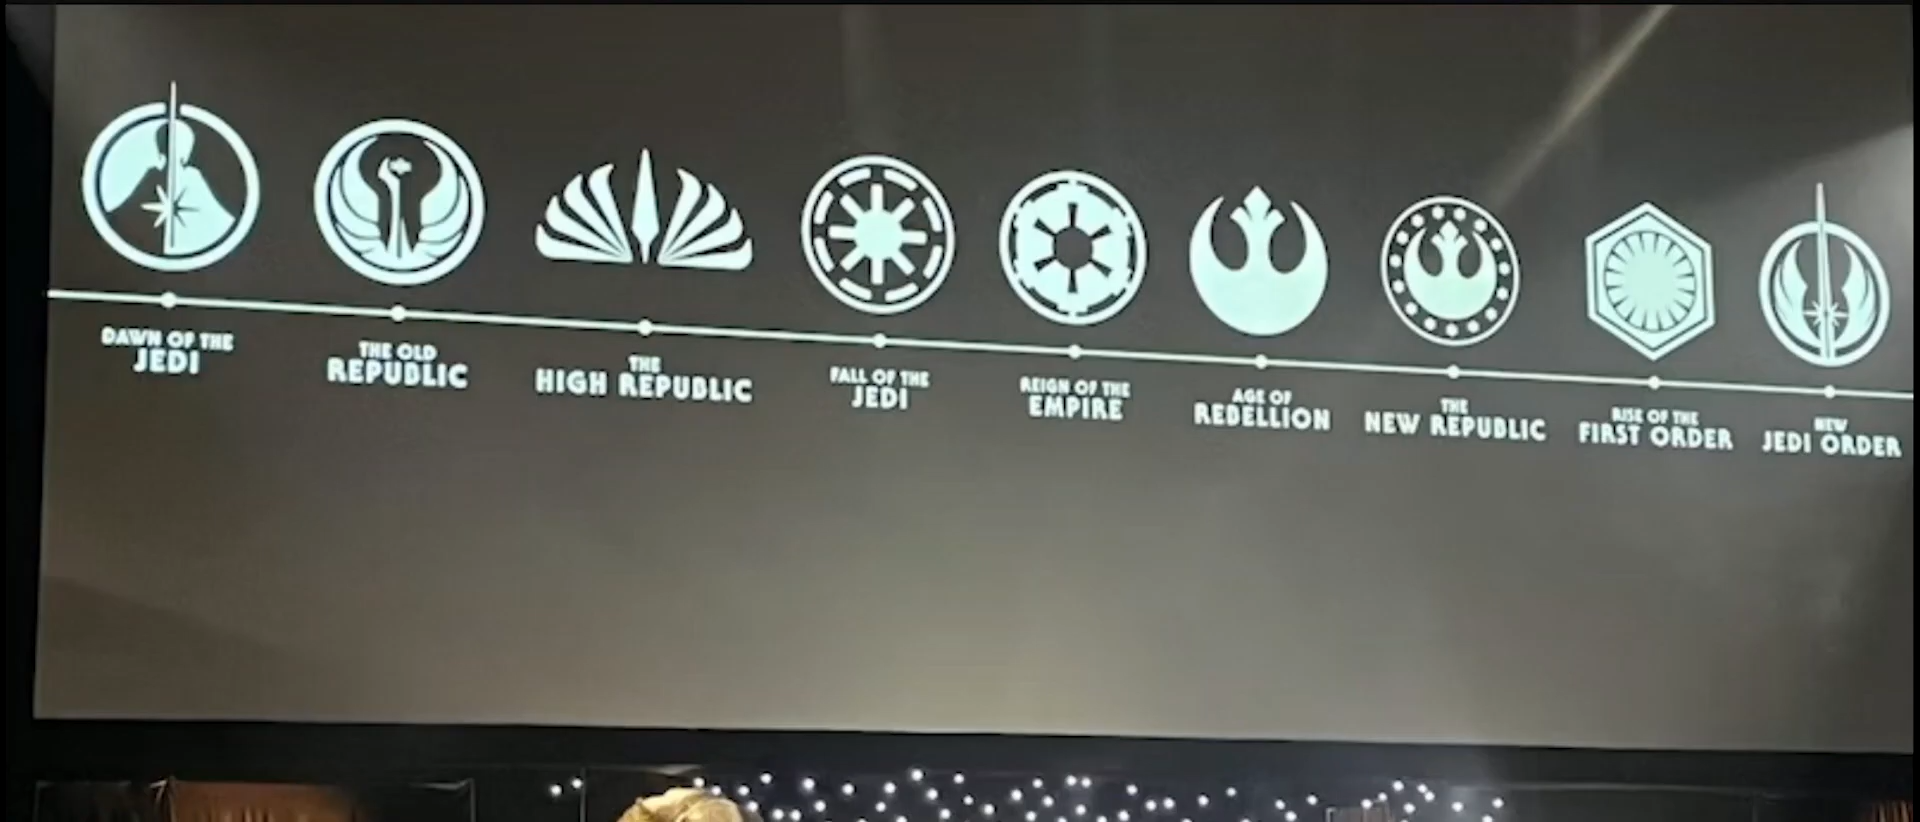 DAWN OF THE
JEDI
THE OLD
REPUBLIC
THE
HIGH REPUBLIC
FALL OF THE
JEDI
REIGN OF THE
EMPIRE
AGE OF
REBELLION
THE
NEW REPUBLIC
RISE OF THE
FIRST ORDER
NEW
JEDI ORDER